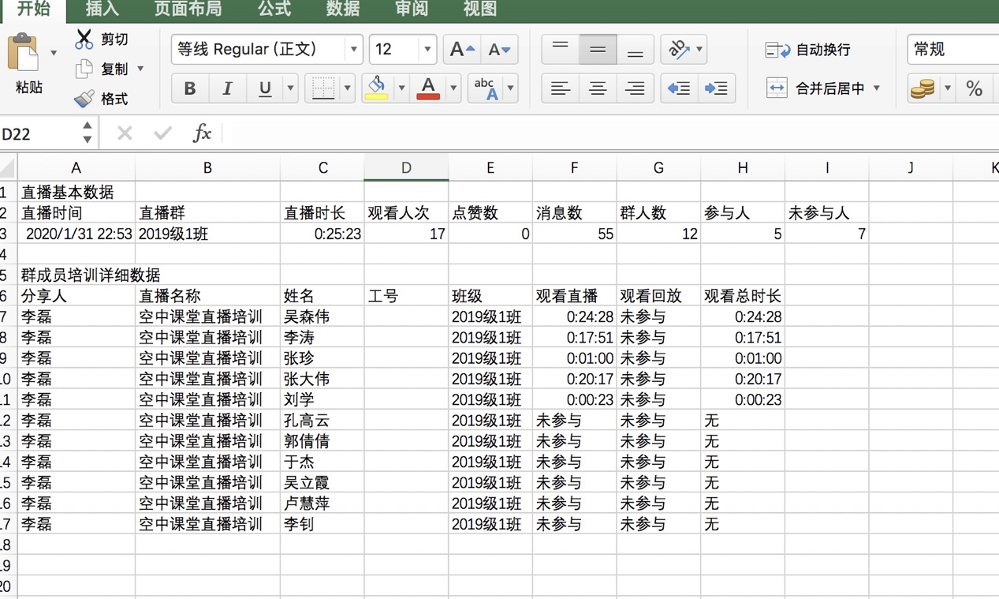 开始 插入 页面布局 公式 数据 审阅 视图
剪切
等线 Regular (正文) 12 A A 自动换行 常规
复制
粘贴
格式
B I U A abc A 合并后居中 %
D22 fx
A B C D E F G H I J K
1 直播基本数据
2 直播时间 直播群 直播时长 观看人次 点赞数 消息数 群人数 参与人 未参与人
3 2020/1/31 22:53 2019级1班 0:25:23 17 0 55 12 5 7
4
5 群成员培训详细数据
6 分享人 直播名称 姓名 工号 班级 观看直播 观看回放 观看总时长
7 李磊 空中课堂直播培训 吴森伟 2019级1班 0:24:28 未参与 0:24:28
8 李磊 空中课堂直播培训 李涛 2019级1班 0:17:51 未参与 0:17:51
9 李磊 空中课堂直播培训 张珍 2019级1班 0:01:00 未参与 0:01:00
10 李磊 空中课堂直播培训 张大伟 2019级1班 0:20:17 未参与 0:20:17
11 李磊 空中课堂直播培训 刘学 2019级1班 0:00:23 未参与 0:00:23
12 李磊 空中课堂直播培训 孔高云 2019级1班 未参与 未参与 无
13 李磊 空中课堂直播培训 郭倩倩 2019级1班 未参与 未参与 无
14 李磊 空中课堂直播培训 于杰 2019级1班 未参与 未参与 无
15 李磊 空中课堂直播培训 吴立霞 2019级1班 未参与 未参与 无
16 李磊 空中课堂直播培训 卢慧萍 2019级1班 未参与 未参与 无
17 李磊 空中课堂直播培训 李钊 2019级1班 未参与 未参与 无
18
19
20